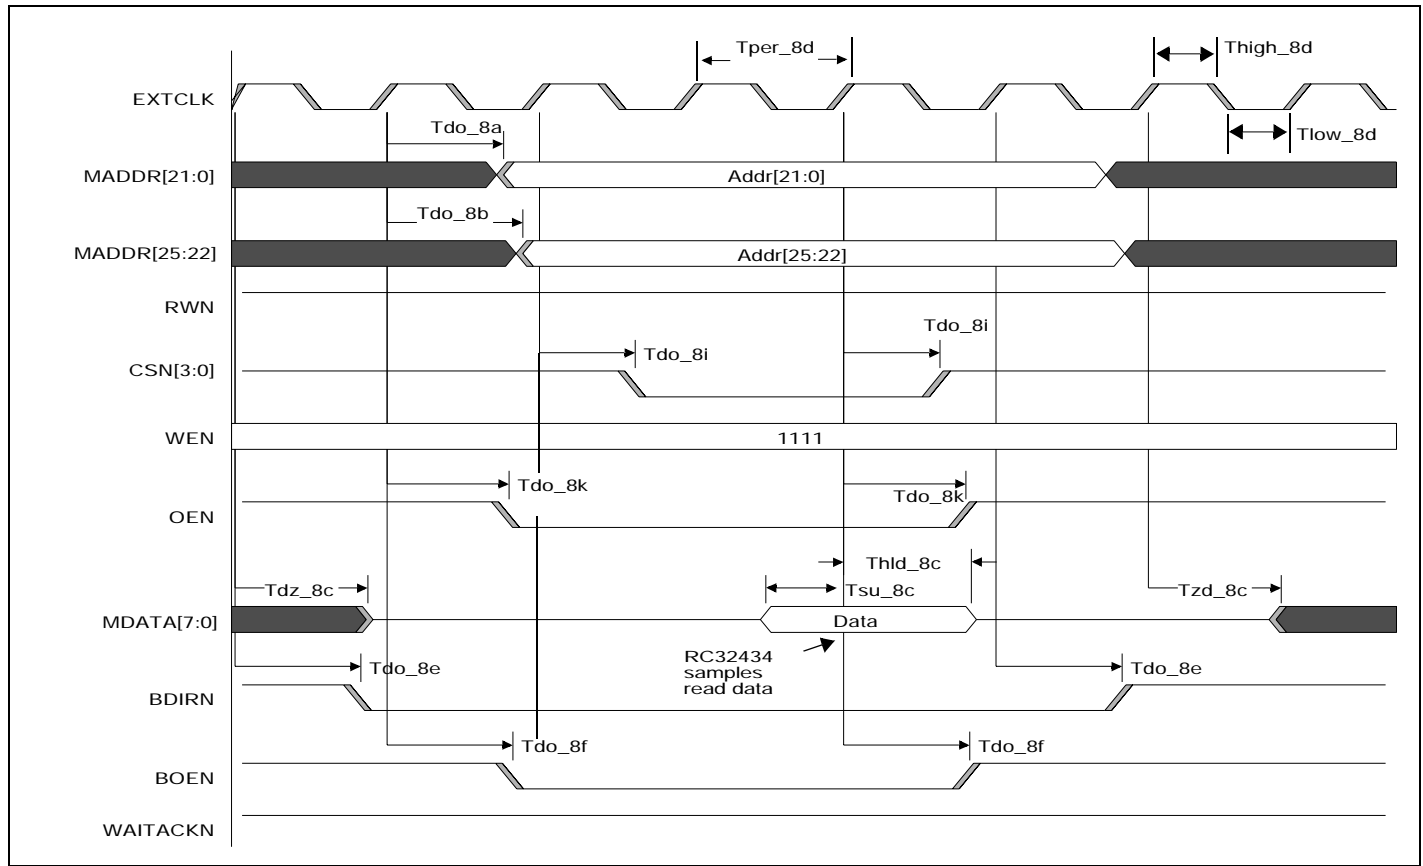 Tper_8d
Thigh_8d
EXTCLK
Tdo_8a
Tlow_8d
MADDR[21:0]
Addr[21:0]
Tdo_8b
MADDR[25:22]
Addr[25:22]
RWN
Tdo_8i
Tdo_8i
CSN[3:0]
WEN
1111
Tdo_8k
Tdo_8k
OEN
Thld_8c
Tdz_8c
Tsu_8c
Tzd_8c
MDATA[7:0]
Data
RC32434
samples
read data
Tdo_8e
Tdo_8e
BDIRN
Tdo_8f
Tdo_8f
BOEN
WAITACKN